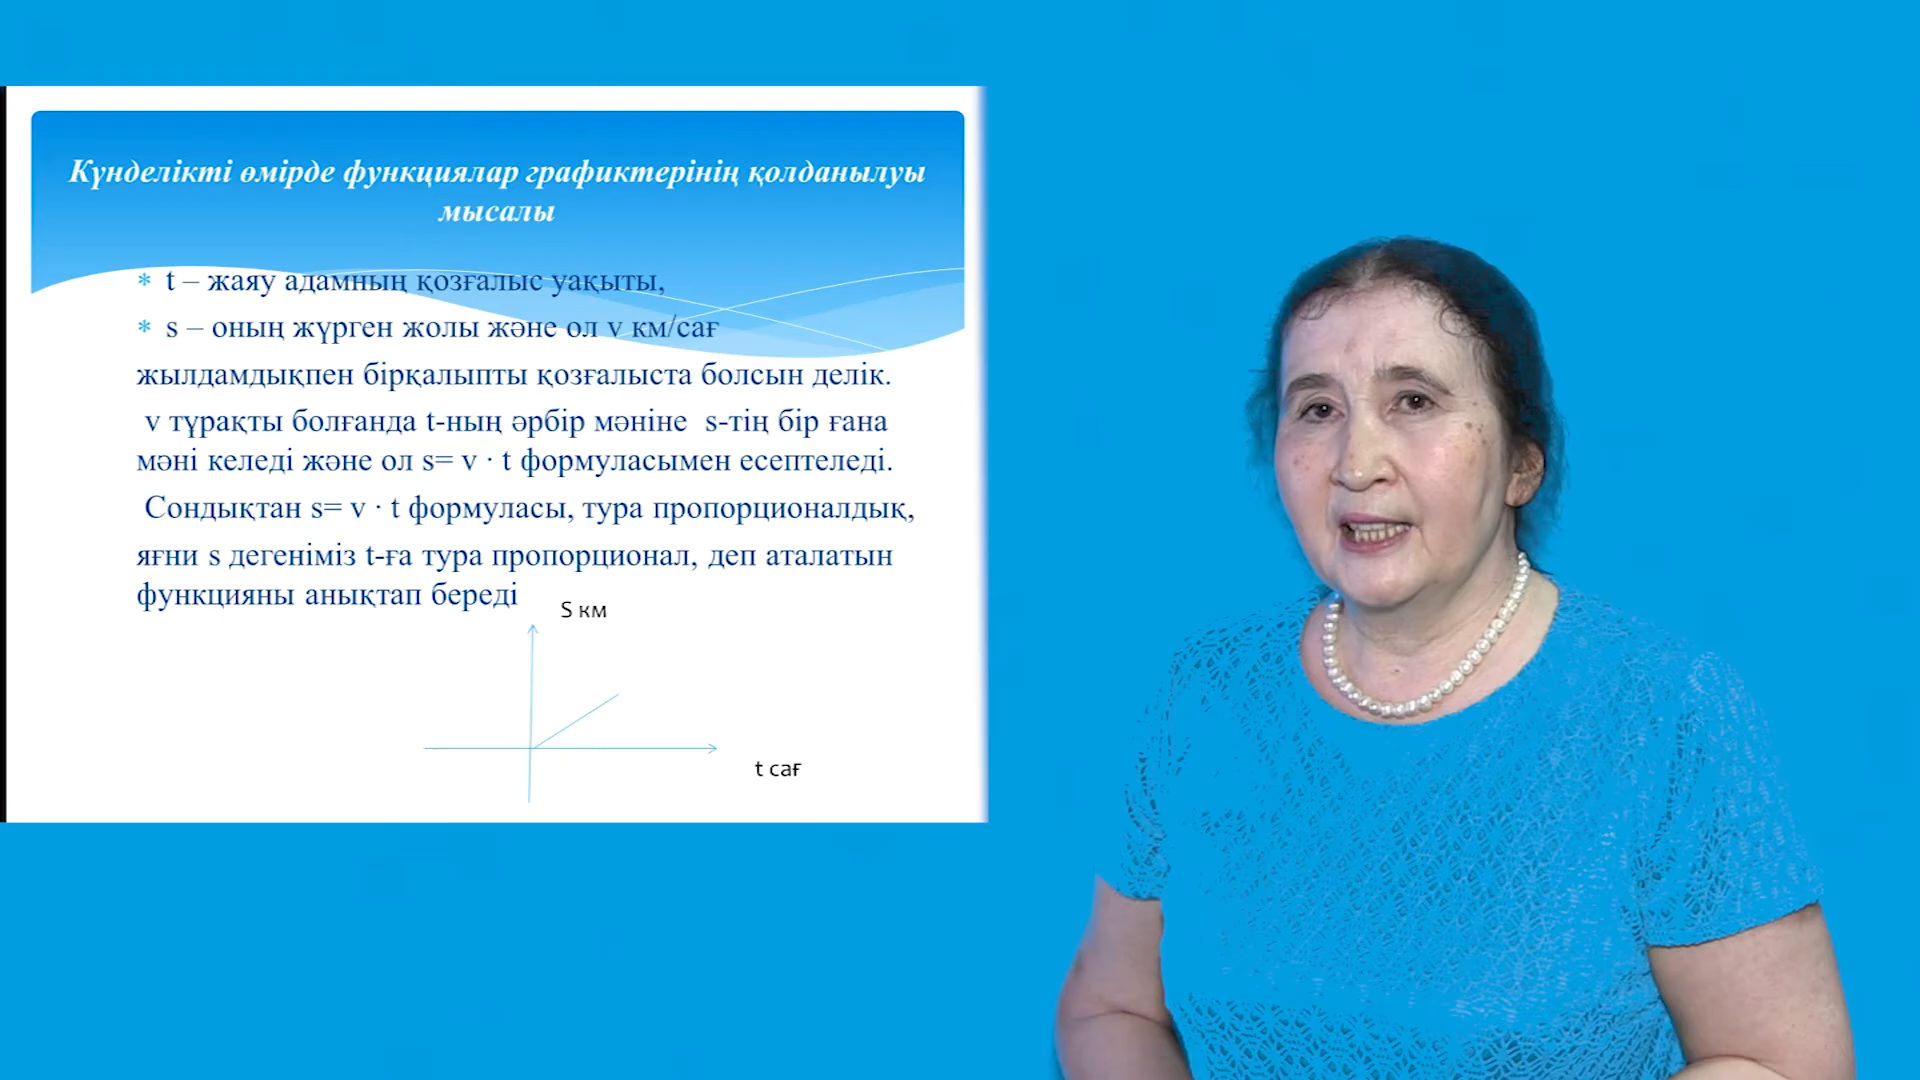 Күнделікті өмірде функциялар графиктерінің қолданылуы
мысалы
* t – жаяу адамның қозғалыс уақыты,
* s – оның жүрген жолы және ол v км/сағ
жылдамдықпен бірқалыпты қозғалыста болсын делік.
v тұрақты болғанда t-ның әрбір мәніне s-тің бір ғана
мәні келеді және ол s= v · t формуласымен есептеледі.
Сондықтан s= v · t формуласы, тура пропорционалдық,
яғни s дегеніміз t-ға тура пропорционал, деп аталатын
функцияны анықтап береді
S км
t сағ